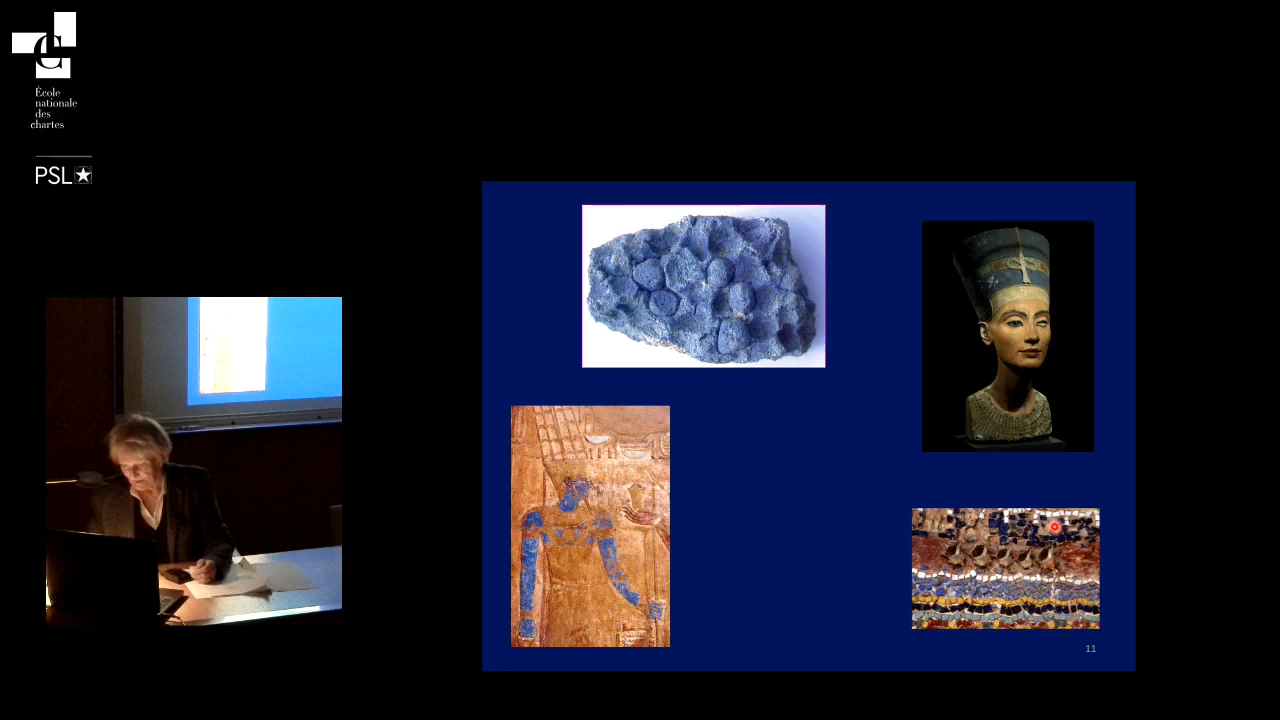 École
nationale
des
chartes
PSL
11